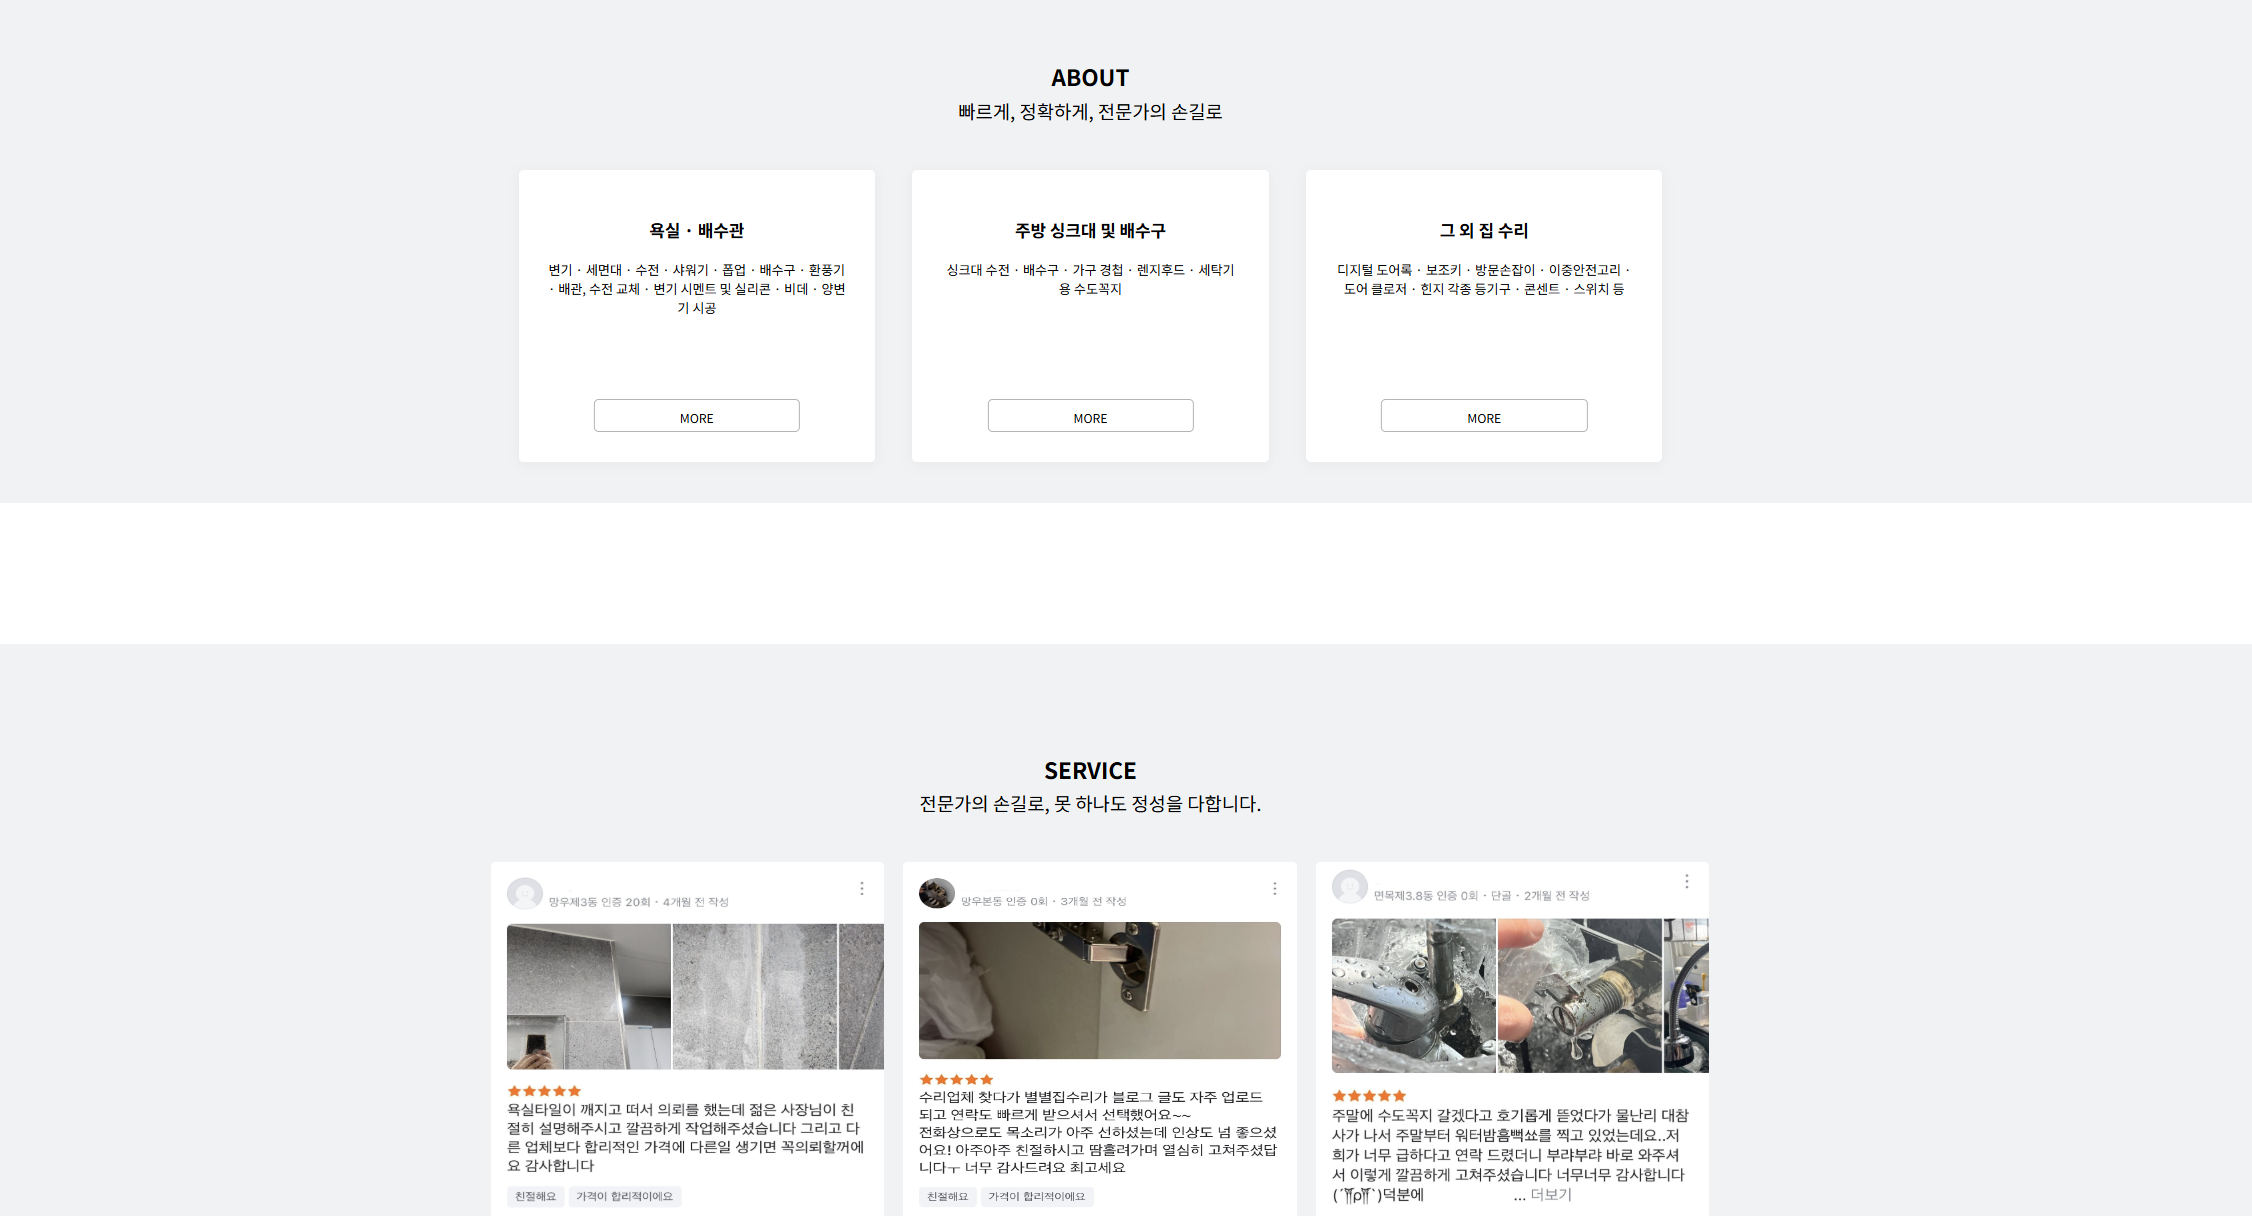 ABOUT
빠르게, 정확하게, 전문가의 손길로
욕실 · 배수관
변기 · 세면대 · 수전 · 샤워기 · 폽업 · 배수구 · 환풍기
· 배관, 수전 교체 · 변기 시멘트 및 실리콘 · 비데 · 양변
기 시공
MORE
주방 싱크대 및 배수구
싱크대 수전 · 배수구 · 가구 경첩 · 렌지후드 · 세탁기
용 수도꼭지
MORE
그 외 집 수리
디지털 도어록 · 보조키 · 방문손잡이 · 이중안전고리 ·
도어 클로저 · 힌지 각종 등기구 · 콘센트 · 스위치 등
MORE
SERVICE
전문가의 손길로, 못 하나도 정성을 다합니다.
망우제3동 인증 20회 · 4개월 전 작성
욕실타일이 깨지고 떠서 의뢰를 했는데 젊은 사장님이 친
절히 설명해주시고 깔끔하게 작업해주셨습니다 그리고 다
른 업체보다 합리적인 가격에 다른일 생기면 꼭의뢰할꺼에
요 감사합니다
친절해요 가격이 합리적이에요
망우본동 인증 0회 · 3개월 전 작성
수리업체 찾다가 별별집수리가 블로그 글도 자주 업로드
되고 연락도 빠르게 받으셔서 선택했어요~~
전화상으로도 목소리가 아주 선하셨는데 인상도 넘 좋으셨
어요! 아주아주 친절하시고 땀흘려가며 열심히 고쳐주셨답
니다ㅜ 너무 감사드려요 최고세요
친절해요 가격이 합리적이에요
면목제3.8동 인증 0회 · 단골 · 2개월 전 작성
주말에 수도꼭지 갈겠다고 호기롭게 뜯었다가 물난리 대참
사가 나서 주말부터 워터밤흠뻑쑈를 찍고 있었는데요..저
희가 너무 급하다고 연락 드렸더니 부랴부랴 바로 와주셔
서 이렇게 깔끔하게 고쳐주셨습니다 너무너무 감사합니다
(´╥ρ╥`)덕분에 ... 더보기